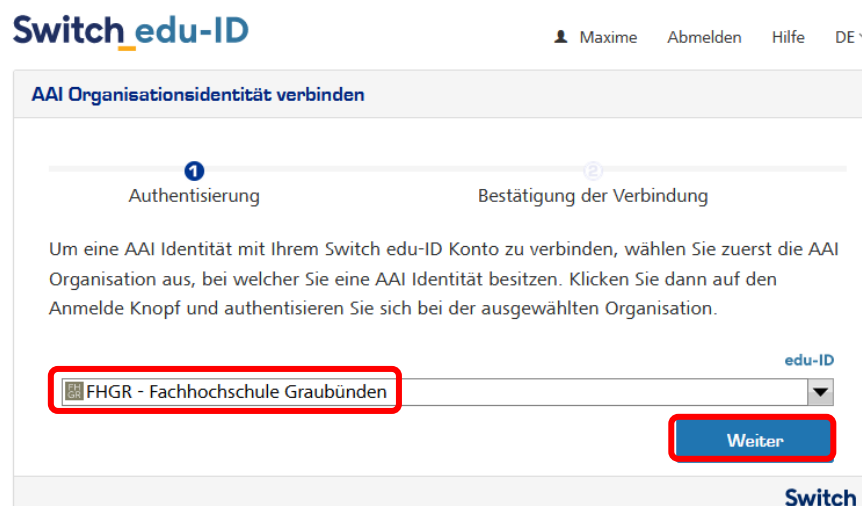 Switch edu-ID
Maxime Abmelden Hilfe DE
AAI Organisationsidentität verbinden
1 2
Authentisierung Bestätigung der Verbindung
Um eine AAI Identität mit Ihrem Switch edu-ID Konto zu verbinden, wählen Sie zuerst die AAI
Organisation aus, bei welcher Sie eine AAI Identität besitzen. Klicken Sie dann auf den
Anmelde Knopf und authentisieren Sie sich bei der ausgewählten Organisation.
edu-ID
FH
GR
FHGR - Fachhochschule Graubünden
Weiter
Switch